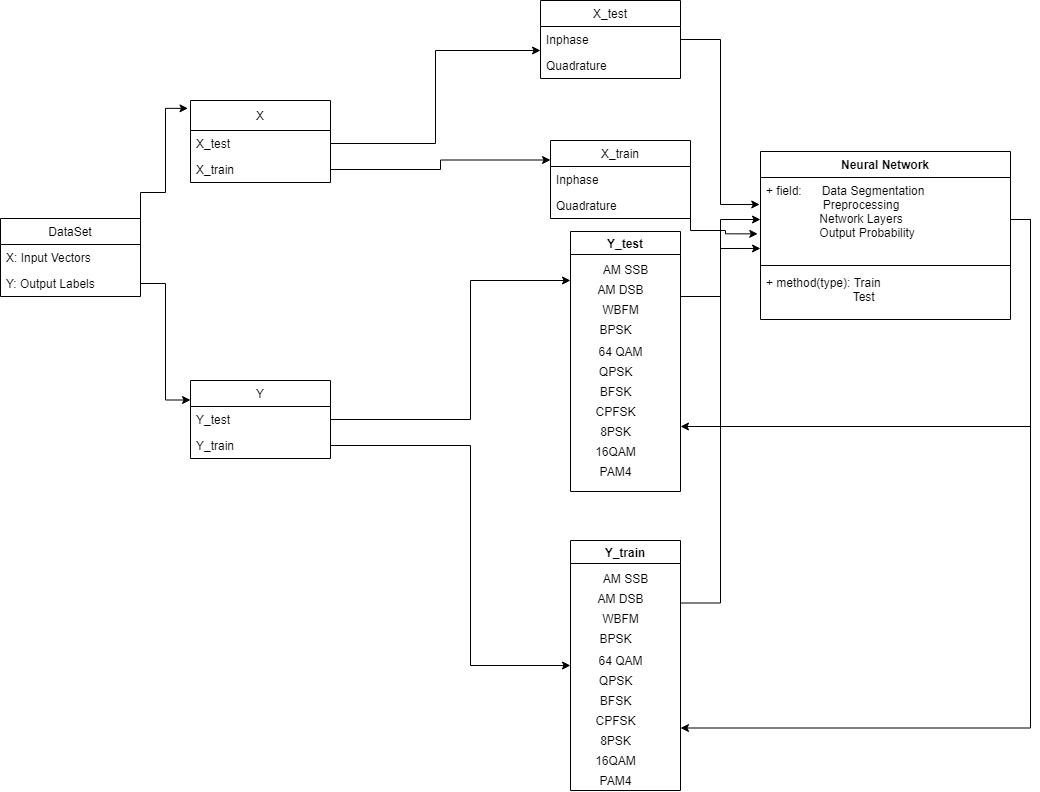 X_test
Inphase
Quadrature
X
X_test
X_train
X_train
Inphase
Quadrature
Neural Network
+ field: Data Segmentation
Preprocessing
Network Layers
Output Probability
+ method(type): Train
Test
DataSet
X: Input Vectors
Y: Output Labels
Y_test
AM SSB
AM DSB
WBFM
BPSK
64 QAM
QPSK
BFSK
CPFSK
8PSK
16QAM
PAM4
Y
Y_test
Y_train
Y_train
AM SSB
AM DSB
WBFM
BPSK
64 QAM
QPSK
BFSK
CPFSK
8PSK
16QAM
PAM4